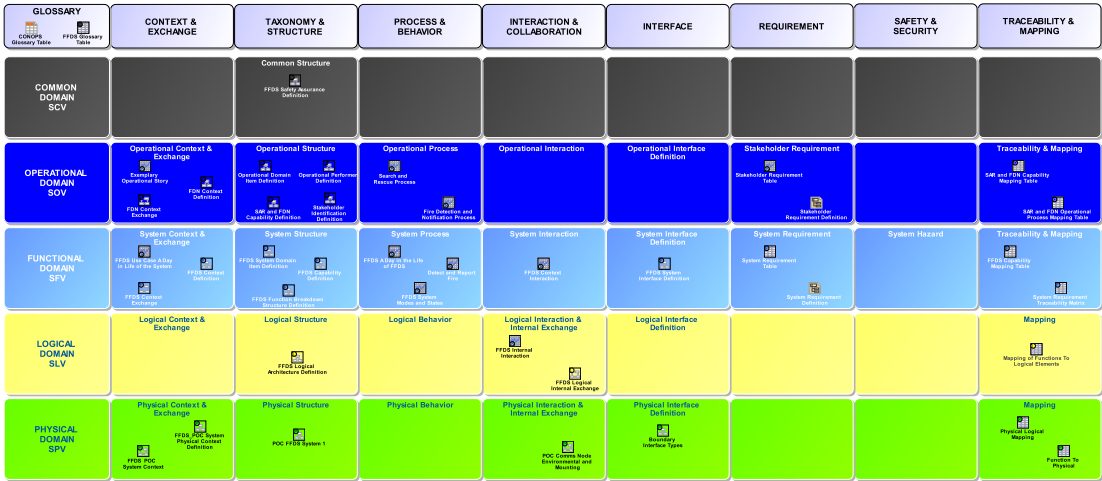 GLOSSARY
CONOPS
Glossary Table
FFDS Glossary
Table
CONTEXT &
EXCHANGE
TAXONOMY &
STRUCTURE
PROCESS &
BEHAVIOR
INTERACTION &
COLLABORATION
INTERFACE
REQUIREMENT
SAFETY &
SECURITY
TRACEABILITY &
MAPPING
COMMON
DOMAIN
SCV
Common Structure
FFDS Safety Assurance
Definition
OPERATIONAL
DOMAIN
SOV
Operational Context &
Exchange
Exemplary
Operational Story
FDN Context
Definition
FDN Context
Exchange
Operational Structure
Operational Domain
Item Definition
Operational Performer
Definition
SAR and FDN
Capability Definition
Stakeholder
Identification
Definition
Operational Process
Search and
Rescue Process
Fire Detection and
Notification Process
Operational Interaction
Operational Interface
Definition
Stakeholder Requirement
Stakeholder Requirement
Table
Stakeholder
Requirement Definition
Traceability & Mapping
SAR and FDN Capability
Mapping Table
SAR and FDN Operational
Process Mapping Table
FUNCTIONAL
DOMAIN
SFV
System Context &
Exchange
FFDS Use Case A Day
in Life of the System
FFDS Context
Definition
FFDS Context
Exchange
System Structure
FFDS System Domain
Item Definition
FFDS Capability
Definition
FFDS Function Breakdown
Structure Definition
System Process
FFDS A Day in the Life
of FFDS
Detect and Report
Fire
FFDS System
Modes and States
System Interaction
FFDS Context
Interaction
System Interface
Definition
FFDS System
Interface Definition
System Requirement
System Requirement
Table
System Requirement
Definition
System Hazard
Traceability & Mapping
FFDS Capability
Mapping Table
System Requirement
Traceability Matrix
LOGICAL
DOMAIN
SLV
Logical Context &
Exchange
Logical Structure
FFDS Logical
Architecture Definition
Logical Behavior
Logical Interaction &
Internal Exchange
FFDS Internal
Interaction
FFDS Logical
Internal Exchange
Logical Interface
Definition
Mapping
Mapping of Functions To
Logical Elements
PHYSICAL
DOMAIN
SPV
Physical Context &
Exchange
FFDS_POC System
Physical Context
Definition
FFDS_POC
System Context
Physical Structure
POC FFDS System 1
Physical Behavior
Physical Interaction &
Internal Exchange
POC Comms Node
Environmental and
Mounting
Physical Interface
Definition
Boundary
Interface Types
Mapping
Physical Logical
Mapping
Function To
Physical